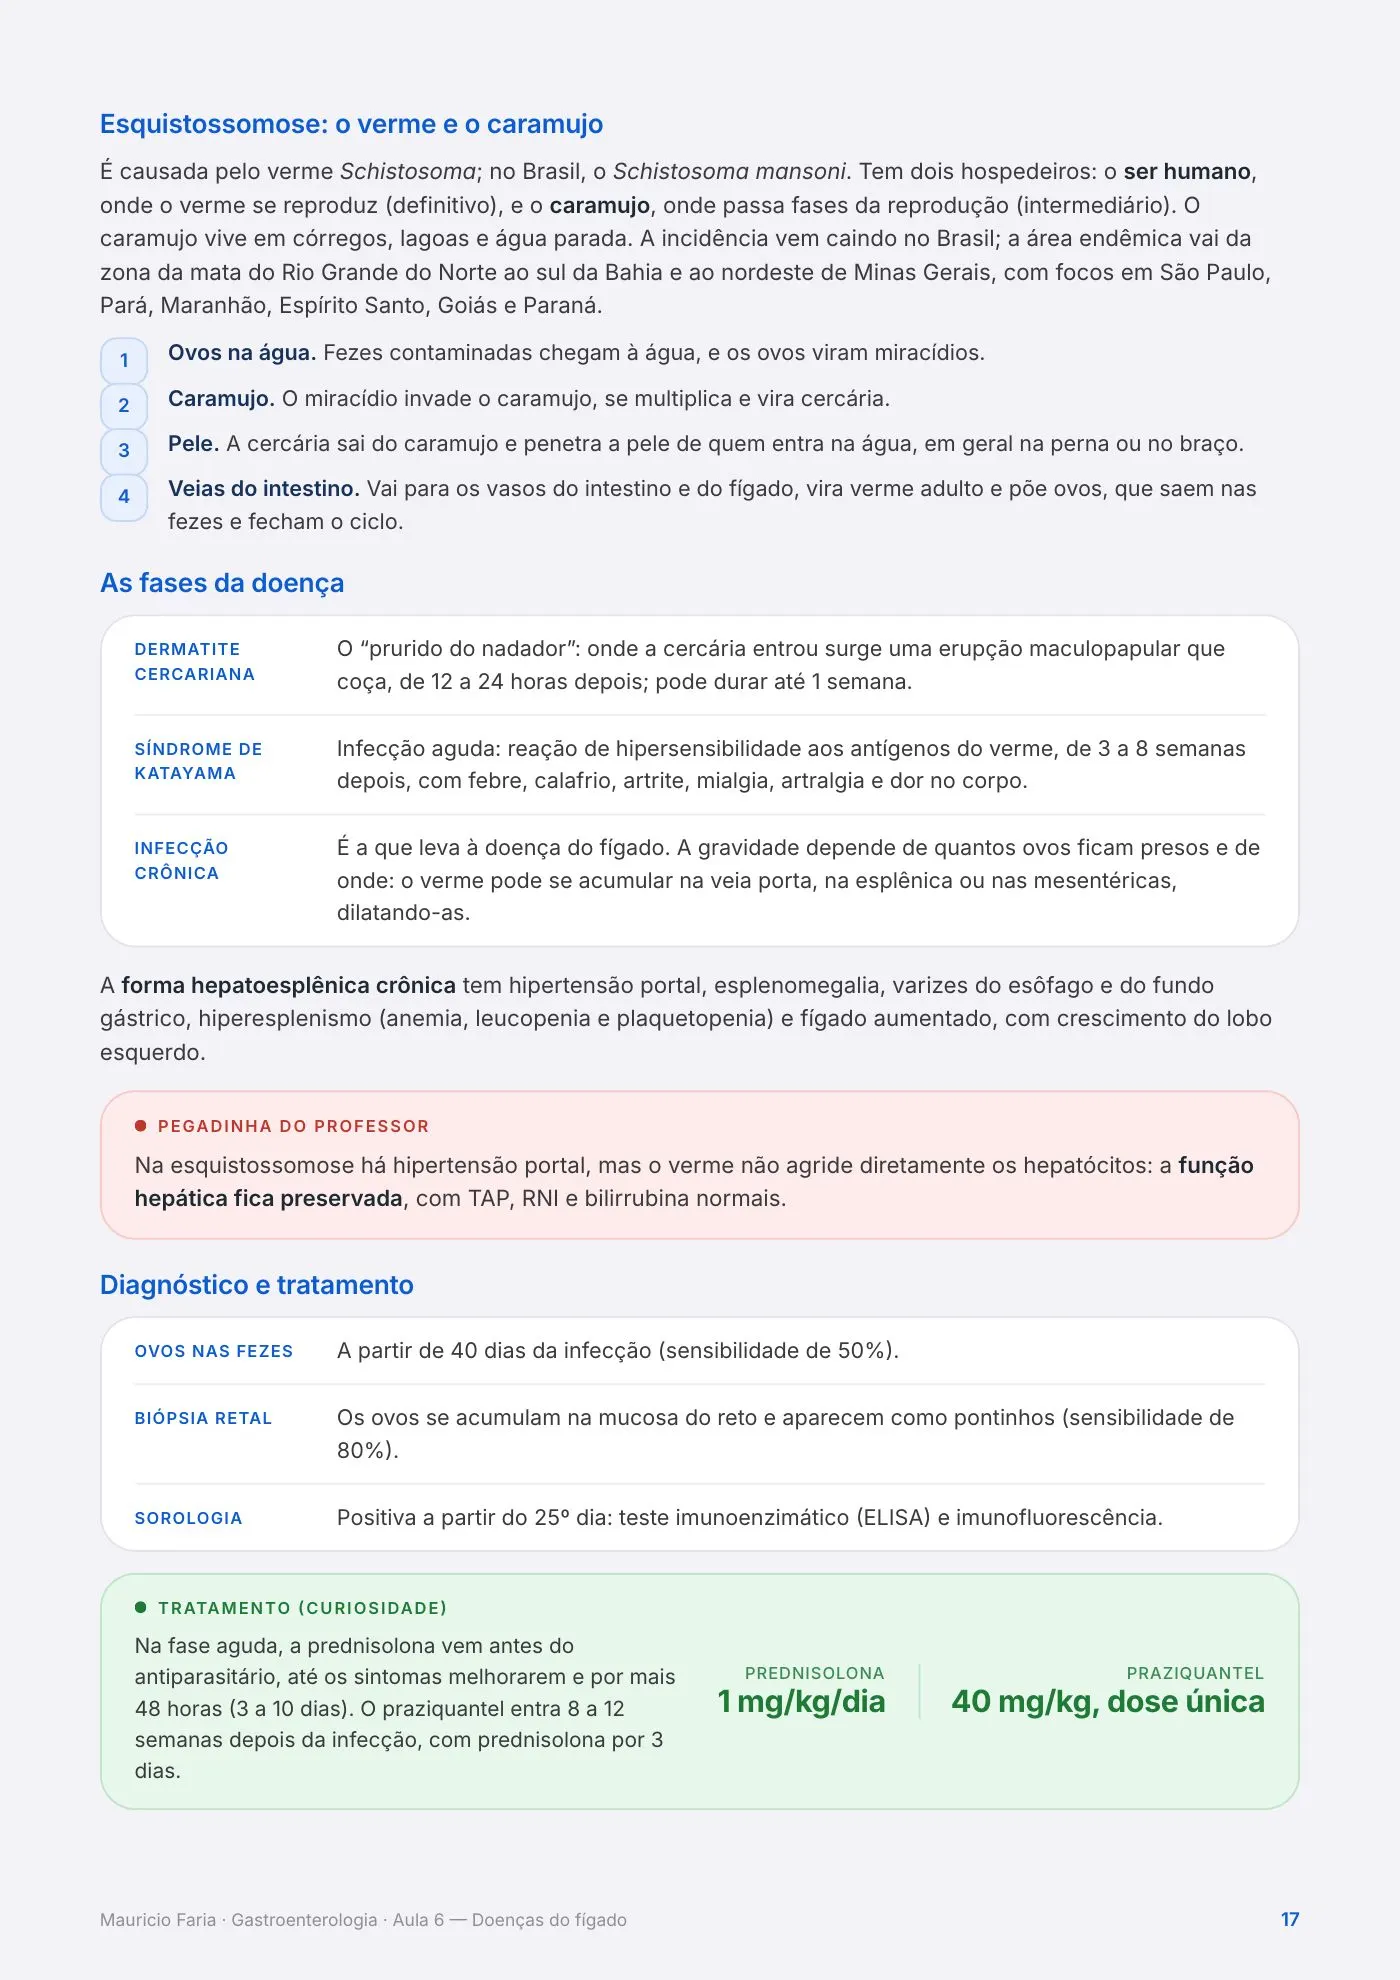 Esquistossomose: o verme e o caramujo
É causada pelo verme Schistosoma; no Brasil, o Schistosoma mansoni. Tem dois hospedeiros: o ser humano,
onde o verme se reproduz (definitivo), e o caramujo, onde passa fases da reprodução (intermediário). O
caramujo vive em córregos, lagoas e água parada. A incidência vem caindo no Brasil; a área endêmica vai da
zona da mata do Rio Grande do Norte ao sul da Bahia e ao nordeste de Minas Gerais, com focos em São Paulo,
Pará, Maranhão, Espírito Santo, Goiás e Paraná.
1 Ovos na água. Fezes contaminadas chegam à água, e os ovos viram miracídios.
2 Caramujo. O miracídio invade o caramujo, se multiplica e vira cercária.
3 Pele. A cercária sai do caramujo e penetra a pele de quem entra na água, em geral na perna ou no braço.
4 Veias do intestino. Vai para os vasos do intestino e do fígado, vira verme adulto e põe ovos, que saem nas
fezes e fecham o ciclo.
As fases da doença
DERMATITE
CERCARIANA
O “prurido do nadador”: onde a cercária entrou surge uma erupção maculopapular que
coça, de 12 a 24 horas depois; pode durar até 1 semana.
SÍNDROME DE
KATAYAMA
Infecção aguda: reação de hipersensibilidade aos antígenos do verme, de 3 a 8 semanas
depois, com febre, calafrio, artrite, mialgia, artralgia e dor no corpo.
INFECÇÃO
CRÔNICA
É a que leva à doença do fígado. A gravidade depende de quantos ovos ficam presos e de
onde: o verme pode se acumular na veia porta, na esplênica ou nas mesentéricas,
dilatando-as.
A forma hepatoesplênica crônica tem hipertensão portal, esplenomegalia, varizes do esôfago e do fundo
gástrico, hiperesplenismo (anemia, leucopenia e plaquetopenia) e fígado aumentado, com crescimento do lobo
esquerdo.
PEGADINHA DO PROFESSOR
Na esquistossomose há hipertensão portal, mas o verme não agride diretamente os hepatócitos: a função
hepática fica preservada, com TAP, RNI e bilirrubina normais.
Diagnóstico e tratamento
OVOS NAS FEZES
A partir de 40 dias da infecção (sensibilidade de 50%).
BIÓPSIA RETAL
Os ovos se acumulam na mucosa do reto e aparecem como pontinhos (sensibilidade de
80%).
SOROLOGIA
Positiva a partir do 25º dia: teste imunoenzimático (ELISA) e imunofluorescência.
TRATAMENTO (CURIOSIDADE)
Na fase aguda, a prednisolona vem antes do
antiparasitário, até os sintomas melhorarem e por mais
48 horas (3 a 10 dias). O praziquantel entra 8 a 12
semanas depois da infecção, com prednisolona por 3
dias.
PREDNISOLONA
1 mg/kg/dia
PRAZIQUANTEL
40 mg/kg, dose única
Mauricio Faria · Gastroenterologia · Aula 6 — Doenças do fígado
17